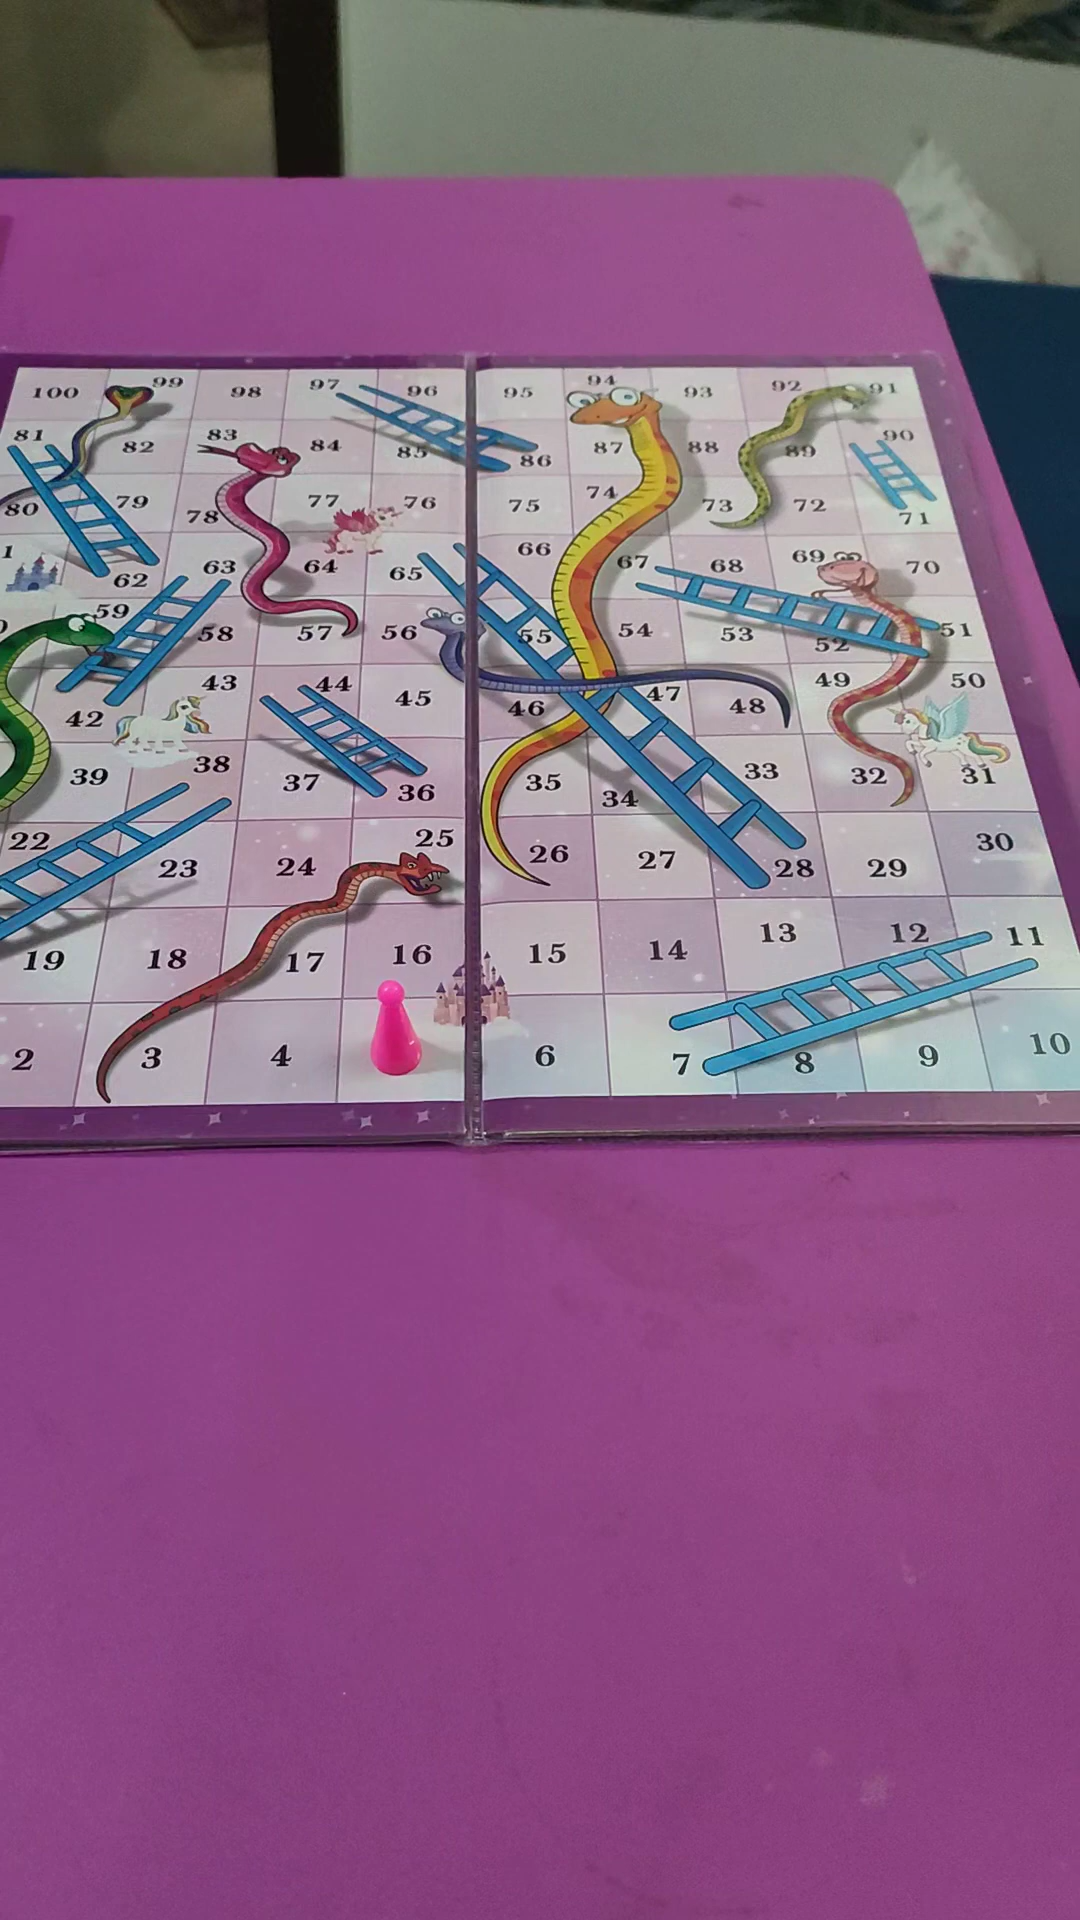 100 99 98 97 96 95 94 93 92 91
81 82 83 84 85 86 87 88 89 90
80 79 78 77 76 75 74 73 72 71
62 63 64 65 66 67 68 69 70
59 58 57 56 55 54 53 52 51
42 43 44 45 46 47 48 49 50
39 38 37 36 35 34 33 32 31
22 23 24 25 26 27 28 29 30
19 18 17 16 15 14 13 12 11
2 3 4 6 7 8 9 10